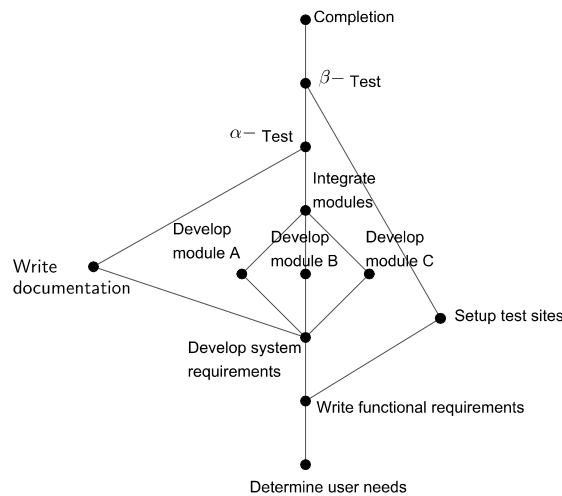 Completion
β− Test
α− Test
Integrate
modules
Develop
module A
Develop
module B
Develop
module C
Write
documentation
Setup test sites
Develop system
requirements
Write functional requirements
Determine user needs